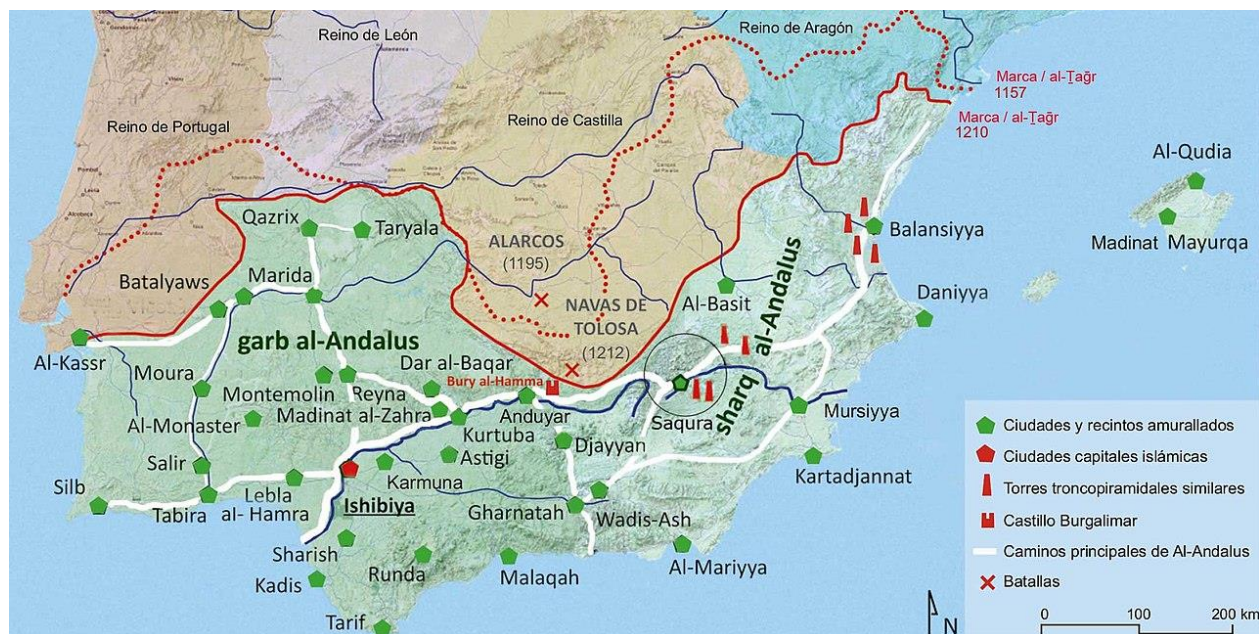 Reino de León
Reino de Aragón
Marca / al-Ṯaḡr
1157
Marca / al-Ṯaḡr
1210
Reino de Portugal
Reino de Castilla
Al-Qudia
Qazrix
Taryala
ALARCOS
(1195)
Balansiyya
Madinat Mayurqa
Batalyaws
Marida
NAVAS DE
TOLOSA
(1212)
Al-Basit
Daniyya
garb al-Andalus
sharq al-Andalus
Al-Kassr
Dar al-Baqar
Bury al-Hamma
Moura
Montemolin
Reyna
Madinat al-Zahra
Anduyar
Saqura
Mursiyya
Al-Monaster
Kurtuba
Astigi
Djayyan
Salir
Karmuna
Kartadjannat
Silb
Lebla
al- Hamra
Tabira
Ishibiya
Gharnatah
Wadis-Ash
Sharish
Runda
Malaqah
Al-Mariyya
Kadis
Tarif
Ciudades y recintos amurallados
Ciudades capitales islámicas
Torres troncopiramidales similares
Castillo Burgalimar
Caminos principales de Al-Andalus
Batallas
0 100 200 km
N